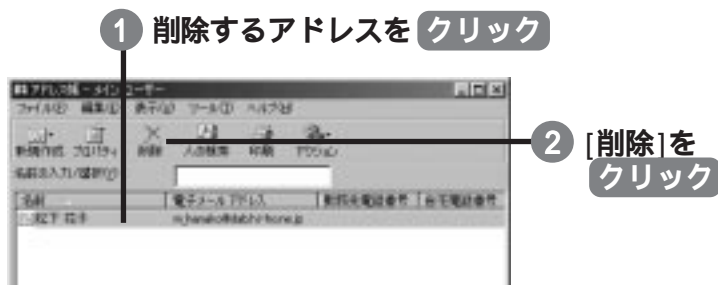 1 削除するアドレスを クリック
アドレス帳 - メイン ユーザー
ファイル(F) 編集(E) 表示(V) ツール(T) ヘルプ(H)
新規作成 プロパティ 削除 人の検索 印刷 アクション
2 [削除]を
クリック
名前の入力/選択(Y)
名前 電子メール アドレス 勤務先電話番号 自宅電話番号
松下 花子